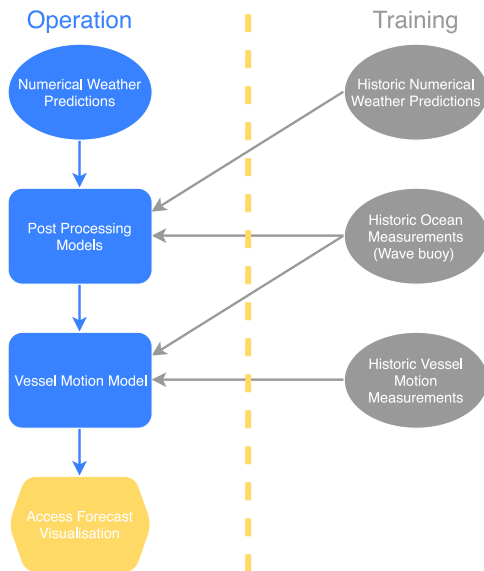 Operation
Training
Numerical Weather
Predictions
Historic Numerical
Weather Predictions
Post Processing
Models
Historic Ocean
Measurements
(Wave buoy)
Vessel Motion Model
Historic Vessel
Motion
Measurements
Access Forecast
Visualisation